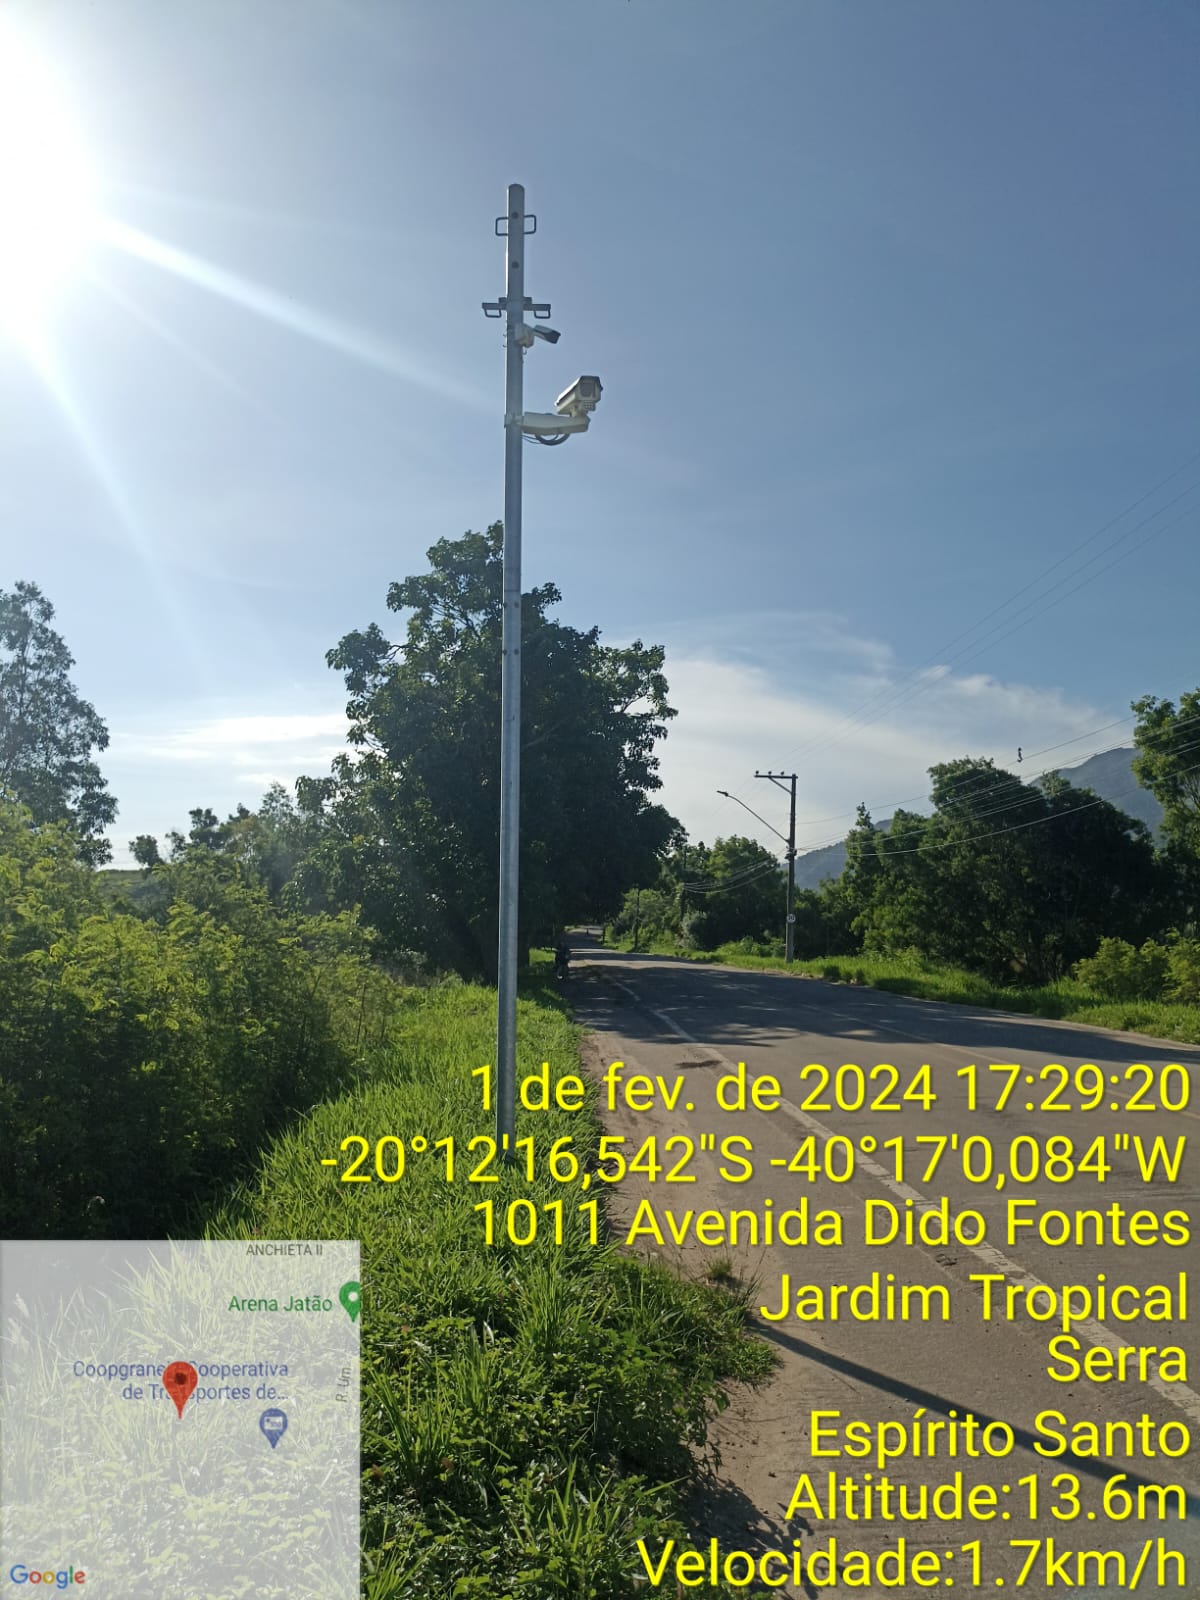 1 de fev. de 2024 17:29:20
-20°12'16,542"S -40°17'0,084"W
1011 Avenida Dido Fontes
Jardim Tropical
Serra
Espírito Santo
Altitude:13.6m
Velocidade:1.7km/h
ANCHIETA II
Arena Jatão
Cooperativa
de
de...
R. Um
Google